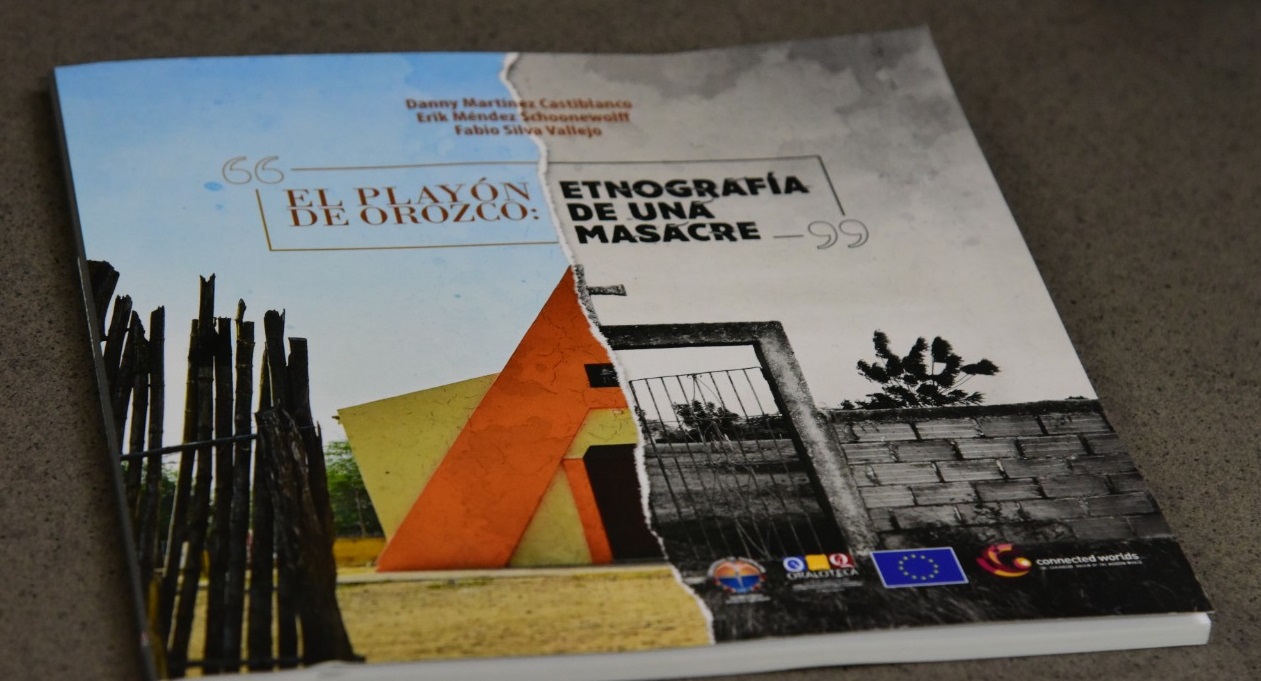 Danny Martínez Castiblanco
Erik Méndez Schoonewolff
Fabio Silva Vallejo
“ EL PLAYÓN
DE OROZCO:
ETNOGRAFÍA
DE UNA
MASACRE ”
ORALOTECA
connected worlds